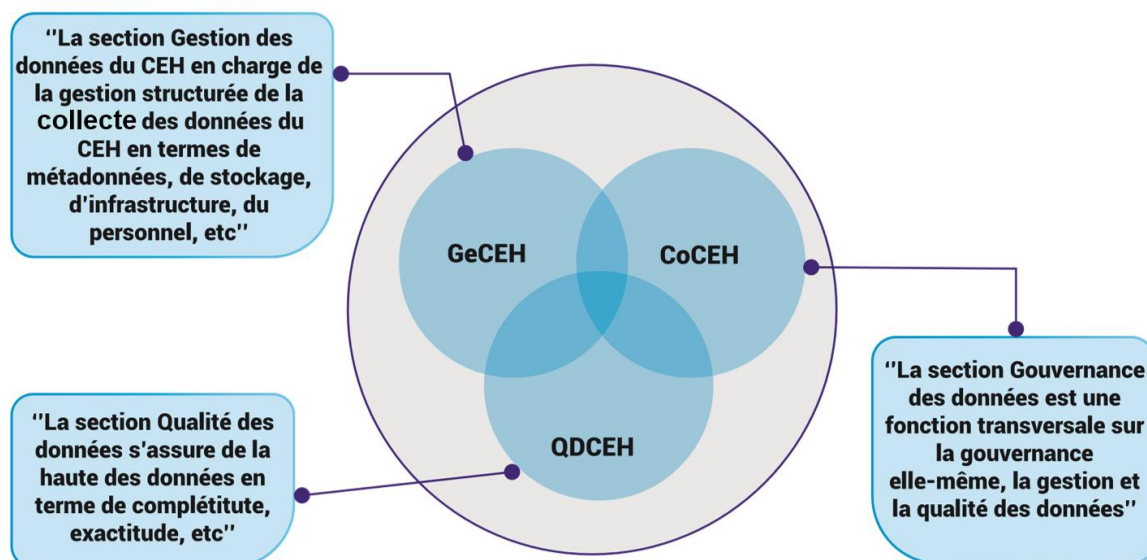 ''La section Gestion des
données du CEH en charge de
la gestion structurée de la
collecte des données du
CEH en termes de
métadonnées, de stockage,
d'infrastructure, du
personnel, etc''
GeCEH
CoCEH
QDCEH
''La section Qualité des
données s'assure de la
haute des données en
terme de complétitute,
exactitude, etc''
''La section Gouvernance
des données est une
fonction transversale sur
la gouvernance
elle-même, la gestion et
la qualité des données''